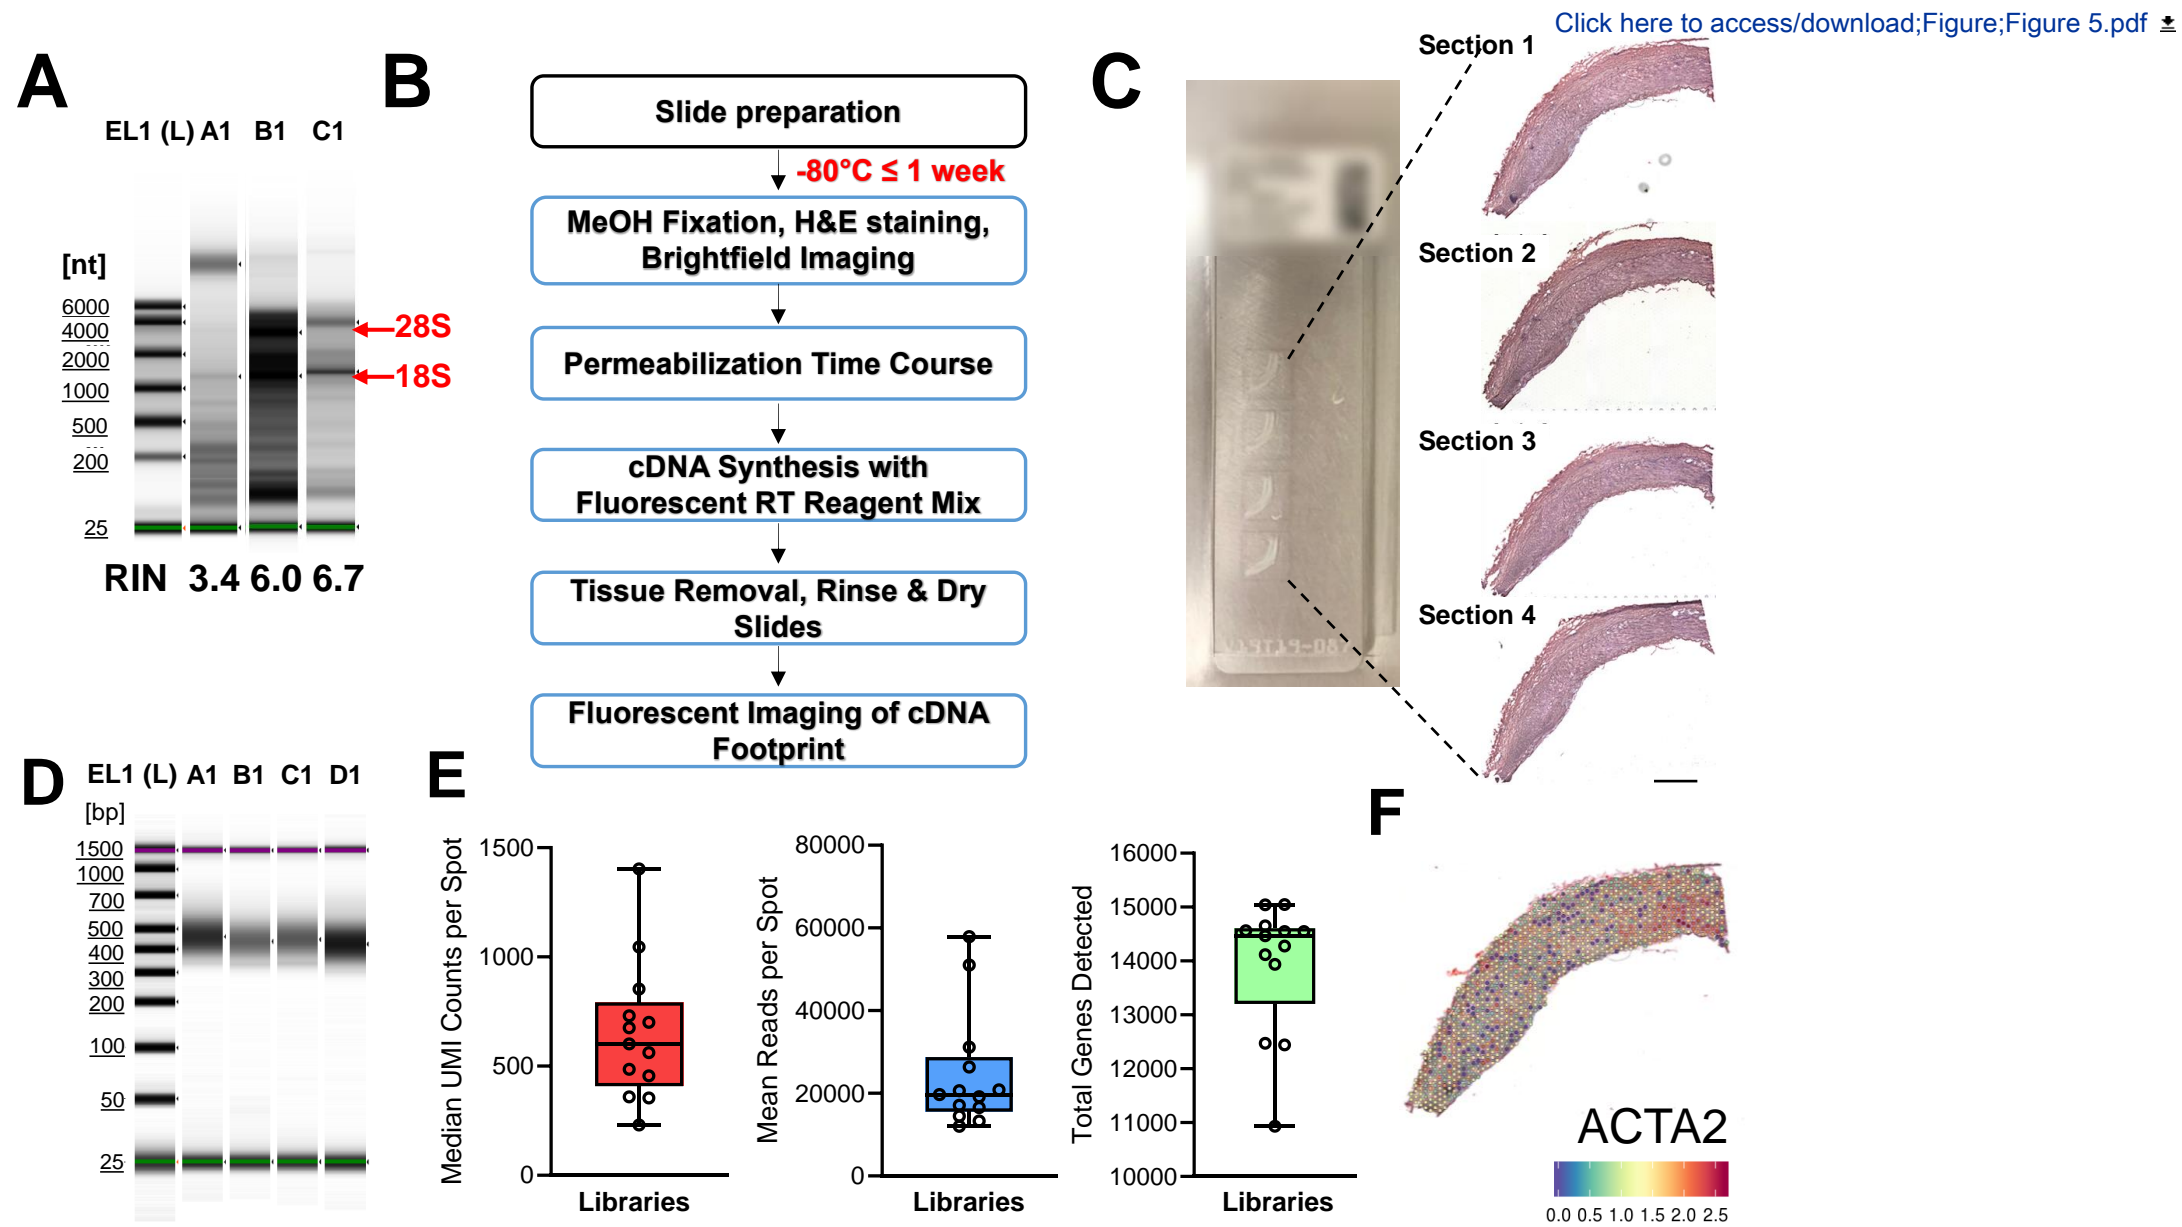 Click here to access/download;Figure;Figure 5.pdf
A
EL1 (L) A1 B1 C1
[nt]
6000
4000
2000
1000
500
200
25
28S
18S
RIN 3.4 6.0 6.7
B
Slide preparation
-80°C ≤ 1 week
MeOH Fixation, H&E staining,
Brightfield Imaging
Permeabilization Time Course
cDNA Synthesis with
Fluorescent RT Reagent Mix
Tissue Removal, Rinse & Dry
Slides
Fluorescent Imaging of cDNA
Footprint
C
Section 1
Section 2
Section 3
Section 4
D
EL1 (L) A1 B1 C1 D1
[bp]
1500
1000
700
500
400
300
200
100
50
25
E
Median UMI Counts per Spot
1500
1000
500
0
Libraries
Mean Reads per Spot
80000
60000
40000
20000
0
Libraries
Total Genes Detected
16000
15000
14000
13000
12000
11000
10000
Libraries
F
ACTA2
0.0 0.5 1.0 1.5 2.0 2.5